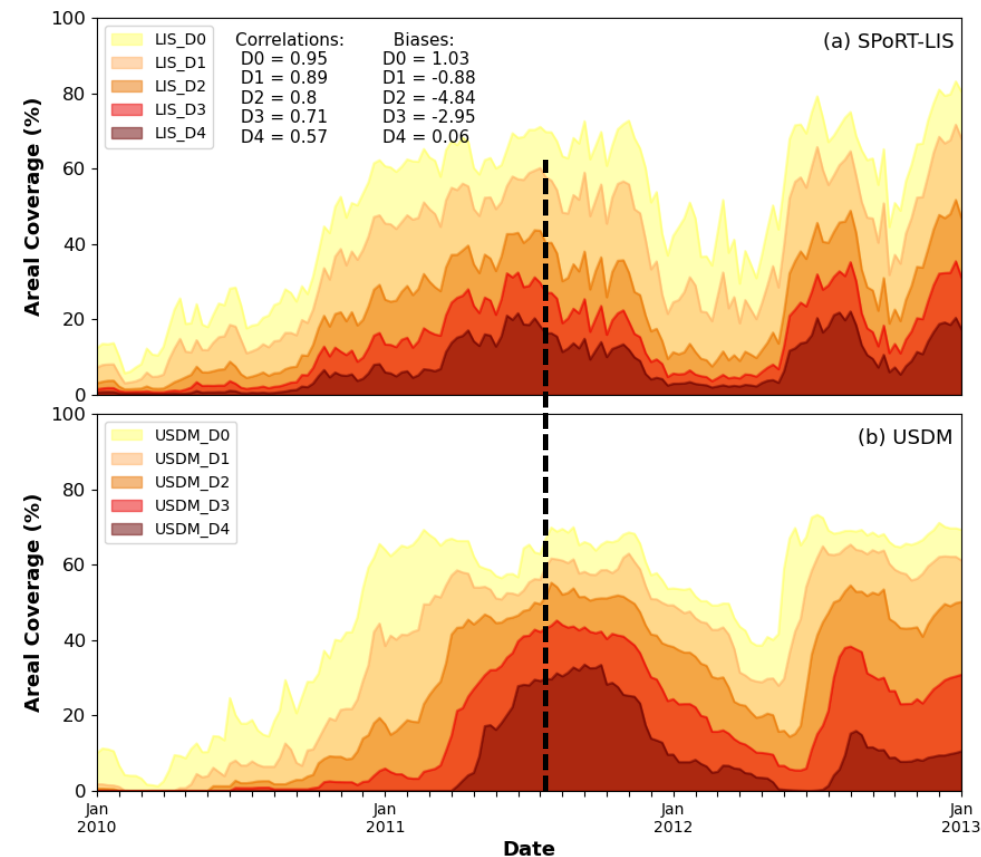 100
80
60
40
20
0
Areal Coverage (%)
LIS_D0
LIS_D1
LIS_D2
LIS_D3
LIS_D4
Correlations: Biases:
D0 = 0.95 D0 = 1.03
D1 = 0.89 D1 = -0.88
D2 = 0.8 D2 = -4.84
D3 = 0.71 D3 = -2.95
D4 = 0.57 D4 = 0.06
(a) SPoRT-LIS
100
80
60
40
20
0
Areal Coverage (%)
USDM_D0
USDM_D1
USDM_D2
USDM_D3
USDM_D4
(b) USDM
Jan Jan Jan Jan
2010 2011 2012 2013
Date